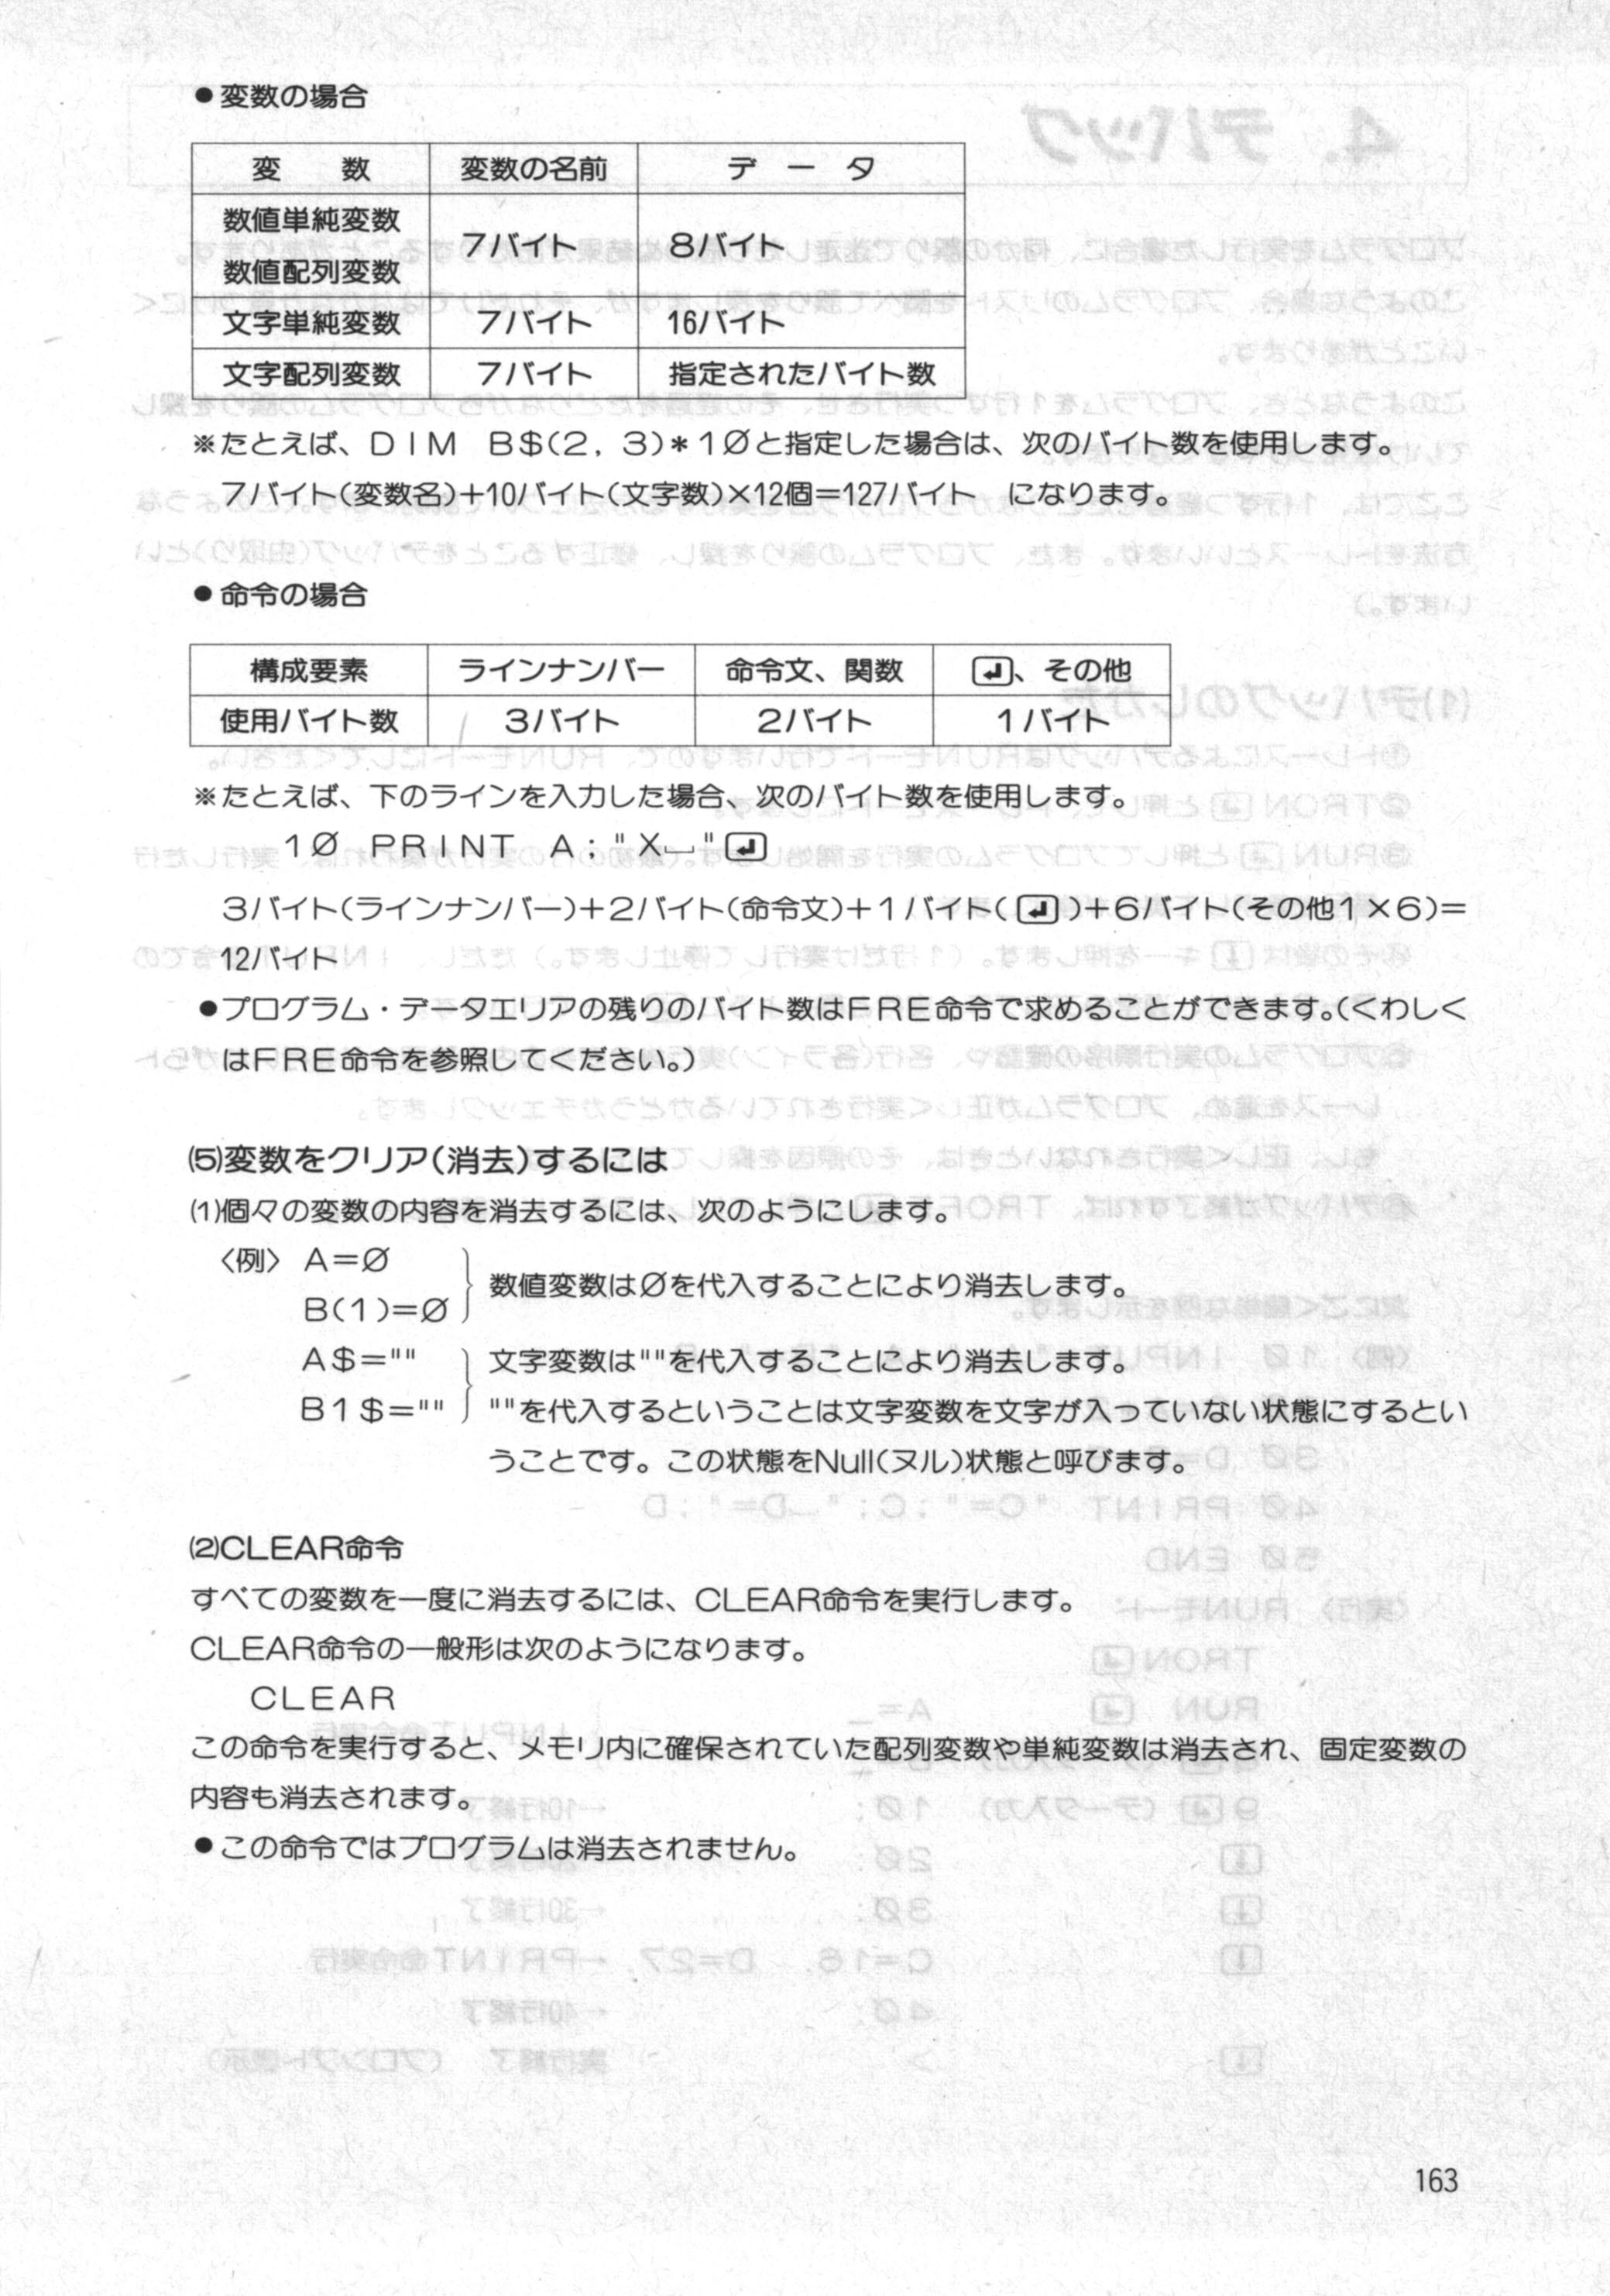 ●変数の場合
変　数　変数の名前　データ
数値単純変数
数値配列変数　7バイト　8バイト
文字単純変数　7バイト　16バイト
文字配列変数　7バイト　指定されたバイト数
※たとえば、DIM B$(2, 3)*1Øと指定した場合は、次のバイト数を使用します。
7バイト(変数名)+10バイト(文字数)×12個=127バイト　になります。
●命令の場合
構成要素　ラインナンバー　命令文、関数　↵、その他
使用バイト数　3バイト　2バイト　1バイト
※たとえば、下のラインを入力した場合、次のバイト数を使用します。
1Ø PRINT A;"X⎵"↵
3バイト(ラインナンバー)+2バイト(命令文)+1バイト(↵)+6バイト(その他1×6)=
12バイト
●プログラム・データエリアの残りのバイト数はFRE命令で求めることができます。(くわしく
はFRE命令を参照してください。)
(5)変数をクリア(消去)するには
(1)個々の変数の内容を消去するには、次のようにします。
〈例〉 A=Ø
B(1)=Ø
数値変数はØを代入することにより消去します。
A$=""
B1$=""
文字変数は""を代入することにより消去します。
""を代入するということは文字変数を文字が入っていない状態にするとい
うことです。この状態をNull(ヌル)状態と呼びます。
(2)CLEAR命令
すべての変数を一度に消去するには、CLEAR命令を実行します。
CLEAR命令の一般形は次のようになります。
CLEAR
この命令を実行すると、メモリ内に確保されていた配列変数や単純変数は消去され、固定変数の
内容も消去されます。
●この命令ではプログラムは消去されません。
163